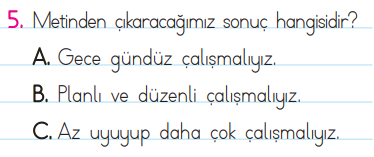 5. Metinden çıkaracağımız sonuç hangisidir?
A. Gece gündüz çalışmalıyız.
B. Planlı ve düzenli çalışmalıyız.
C. Az uyuyup daha çok çalışmalıyız.